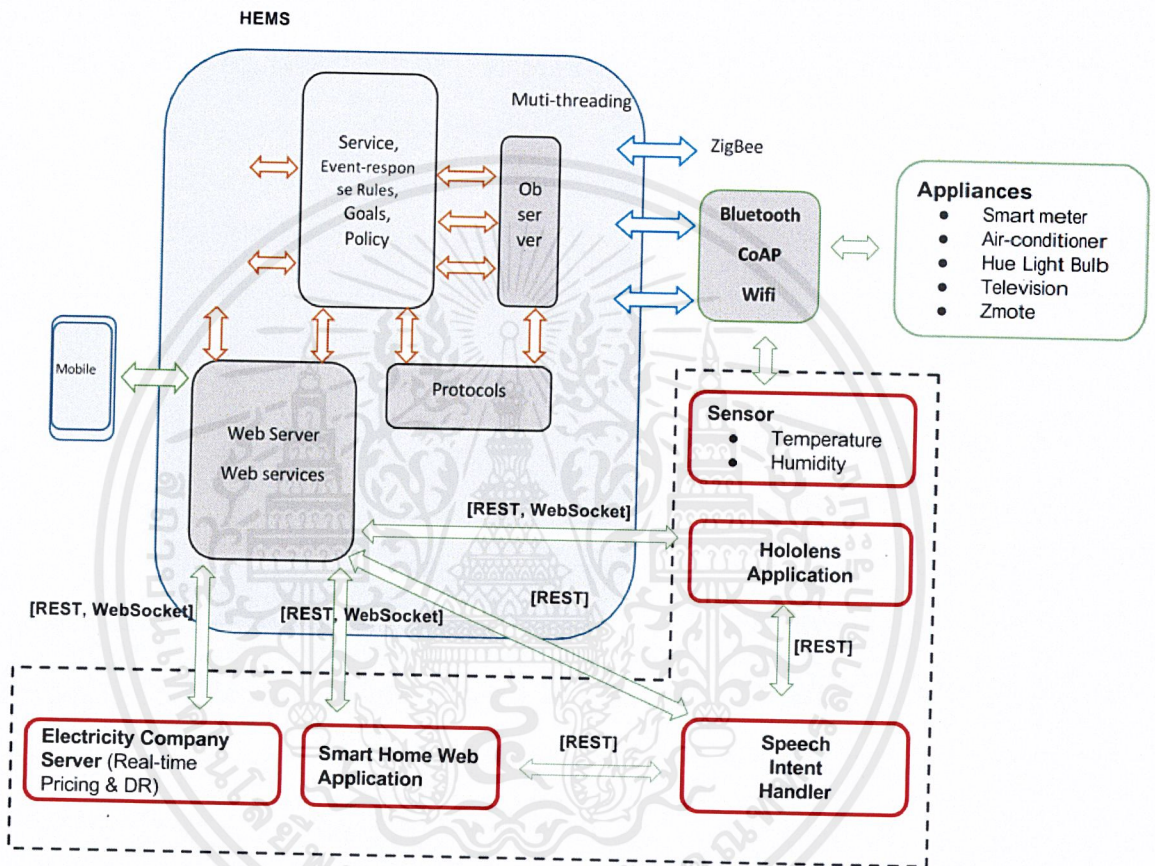 HEMS
Muti-threading
Service,
Event-respon
se Rules,
Goals,
Policy
Ob
ser
ver
ZigBee
Bluetooth
CoAP
Wifi
Appliances
• Smart meter
• Air-conditioner
• Hue Light Bulb
• Television
• Zmote
Mobile
Web Server
Web services
Protocols
Sensor
• Temperature
• Humidity
[REST, WebSocket]
Hololens
Application
[REST, WebSocket]
[REST, WebSocket]
[REST]
[REST]
Electricity Company
Server (Real-time
Pricing & DR)
Smart Home Web
Application
[REST]
Speech
Intent
Handler